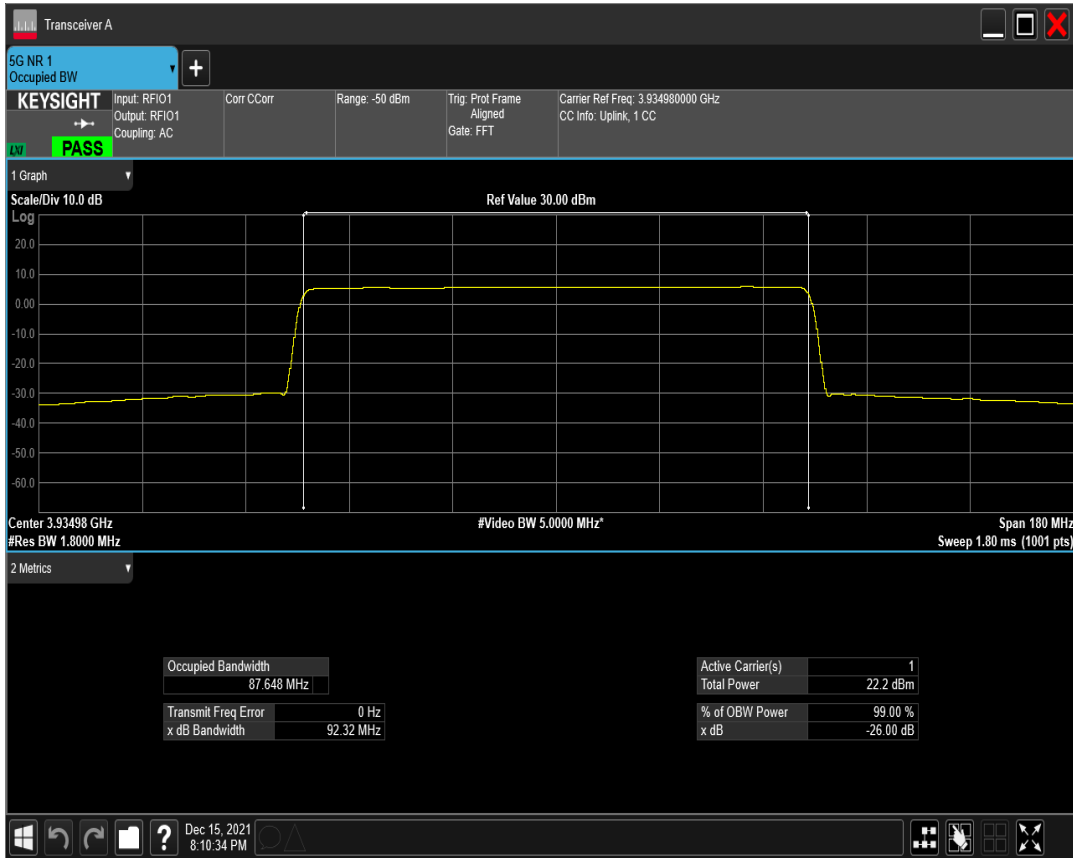 Transceiver A
5G NR 1
Occupied BW
+
KEYSIGHT
LXI
PASS
Input: RFIO1
Output: RFIO1
Coupling: AC
Corr CCorr
Range: -50 dBm
Trig: Prot Frame
Aligned
Gate: FFT
Carrier Ref Freq: 3.934980000 GHz
CC Info: Uplink, 1 CC
1 Graph
Scale/Div 10.0 dB
Ref Value 30.00 dBm
Log
20.0
10.0
0.00
-10.0
-20.0
-30.0
-40.0
-50.0
-60.0
Center 3.93498 GHz
#Video BW 5.0000 MHz*
Span 180 MHz
#Res BW 1.8000 MHz
Sweep 1.80 ms (1001 pts)
2 Metrics
Occupied Bandwidth
87.648 MHz
Transmit Freq Error 0 Hz
x dB Bandwidth 92.32 MHz
Active Carrier(s) 1
Total Power 22.2 dBm
% of OBW Power 99.00 %
x dB -26.00 dB
?
Dec 15, 2021
8:10:34 PM